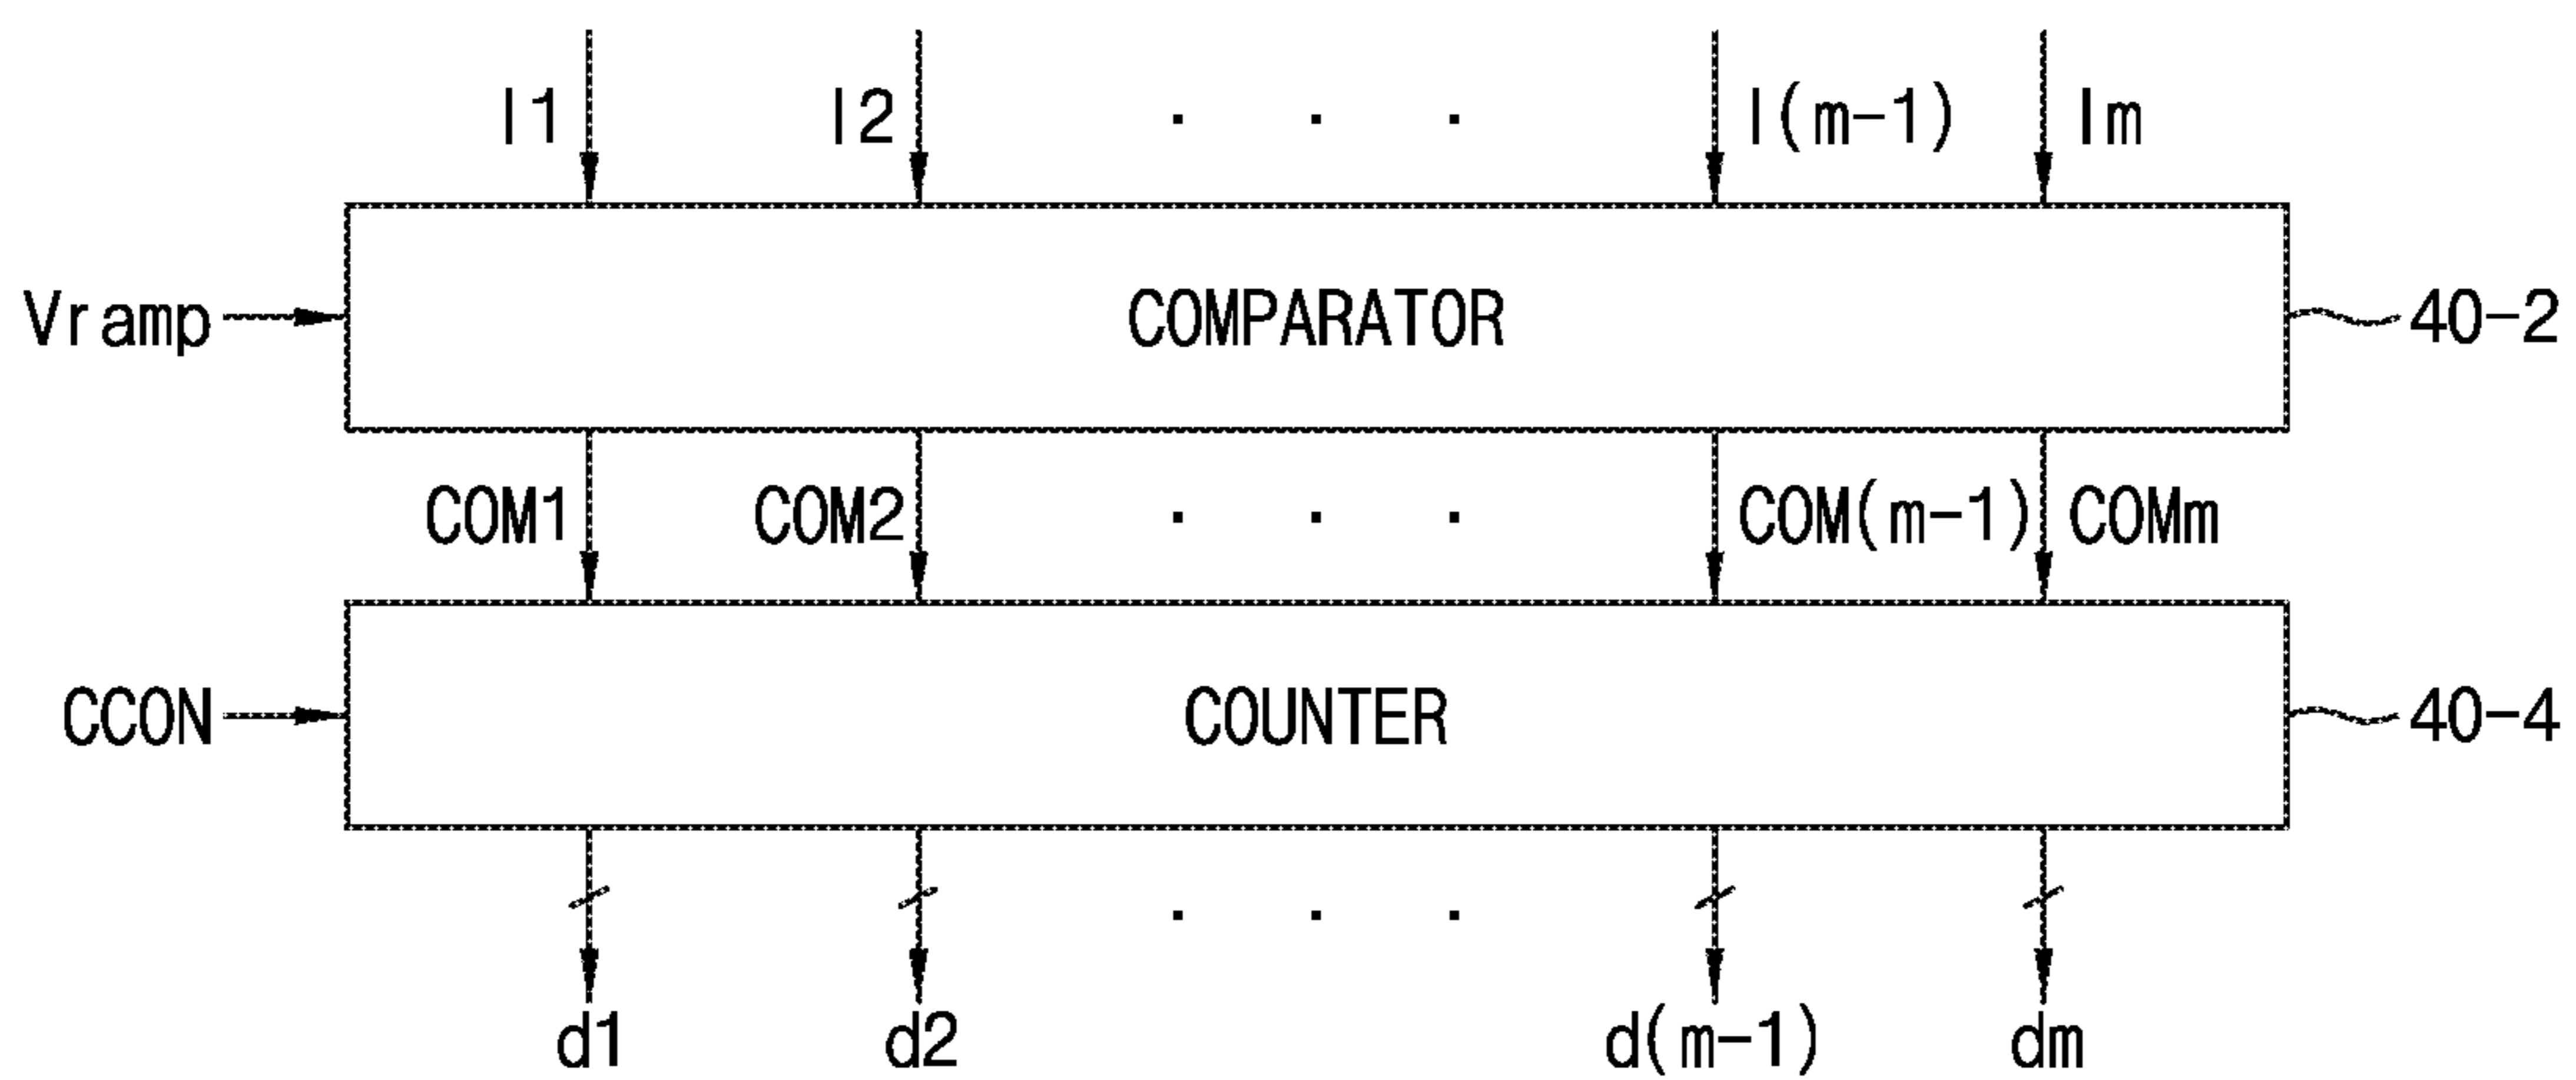 I1 I2 . . . I(m-1) Im
Vramp COMPARATOR 40-2
COM1 COM2 . . . COM(m-1) COMm
CCON COUNTER 40-4
. . .
d1 d2 d(m-1) dm